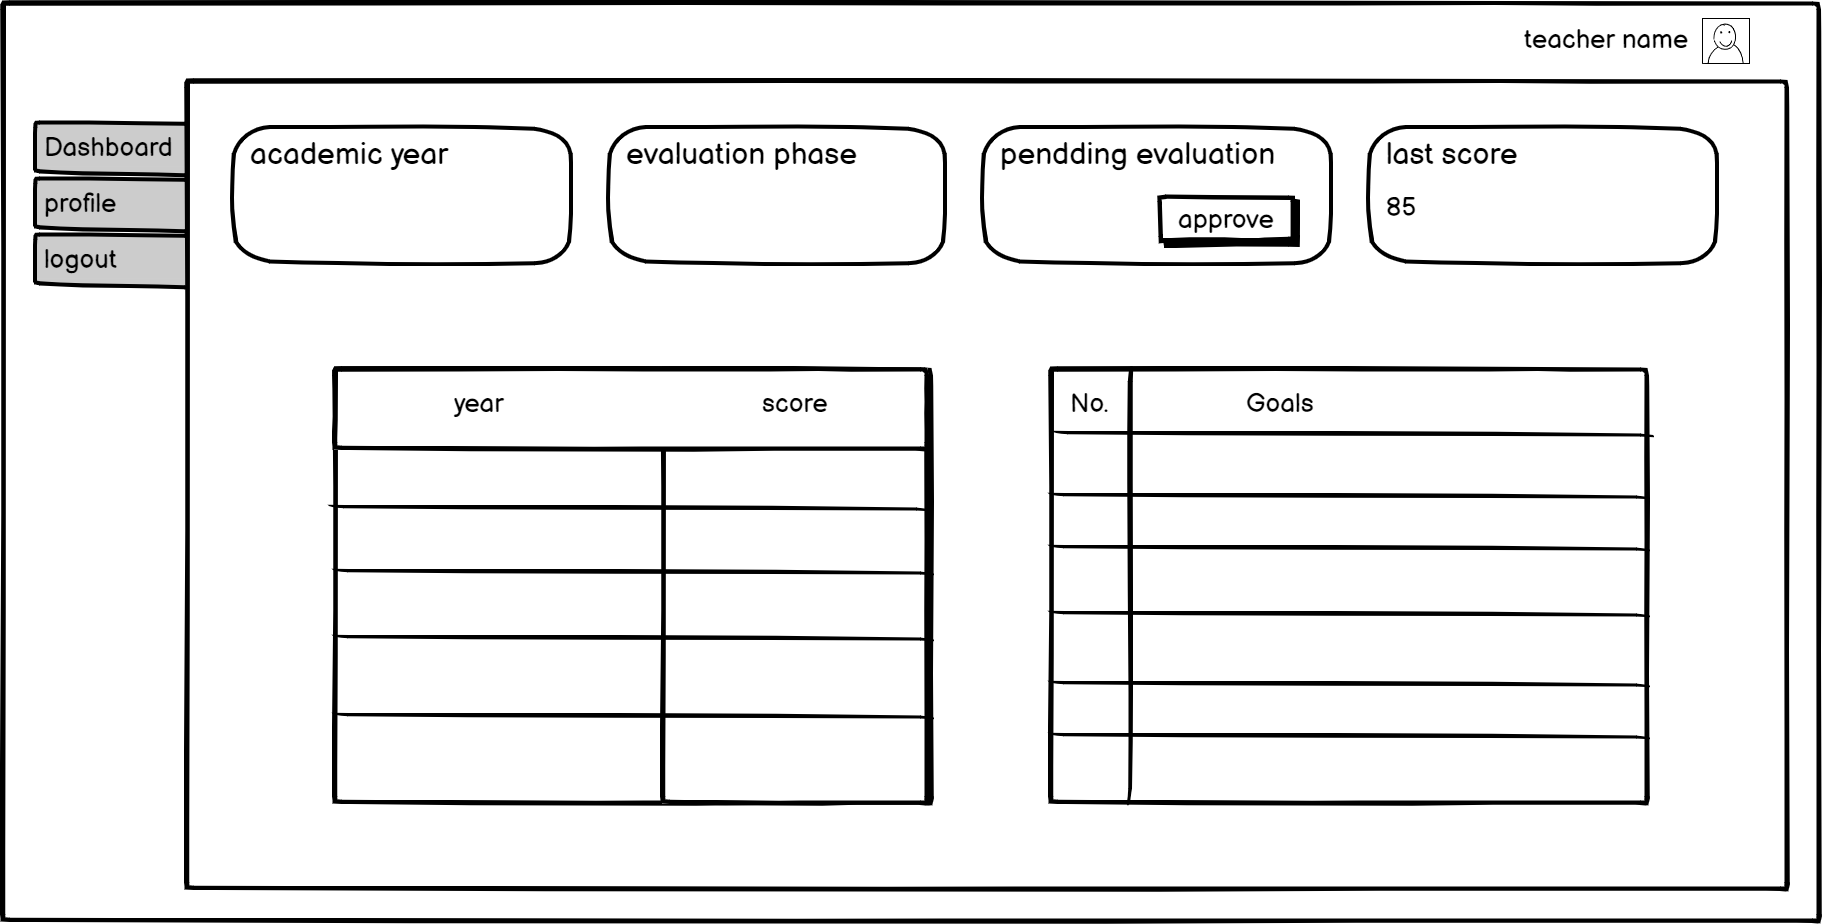 teacher name
Dashboard
profile
logout
academic year
evaluation phase
pendding evaluation
approve
last score
85
year score
No. Goals